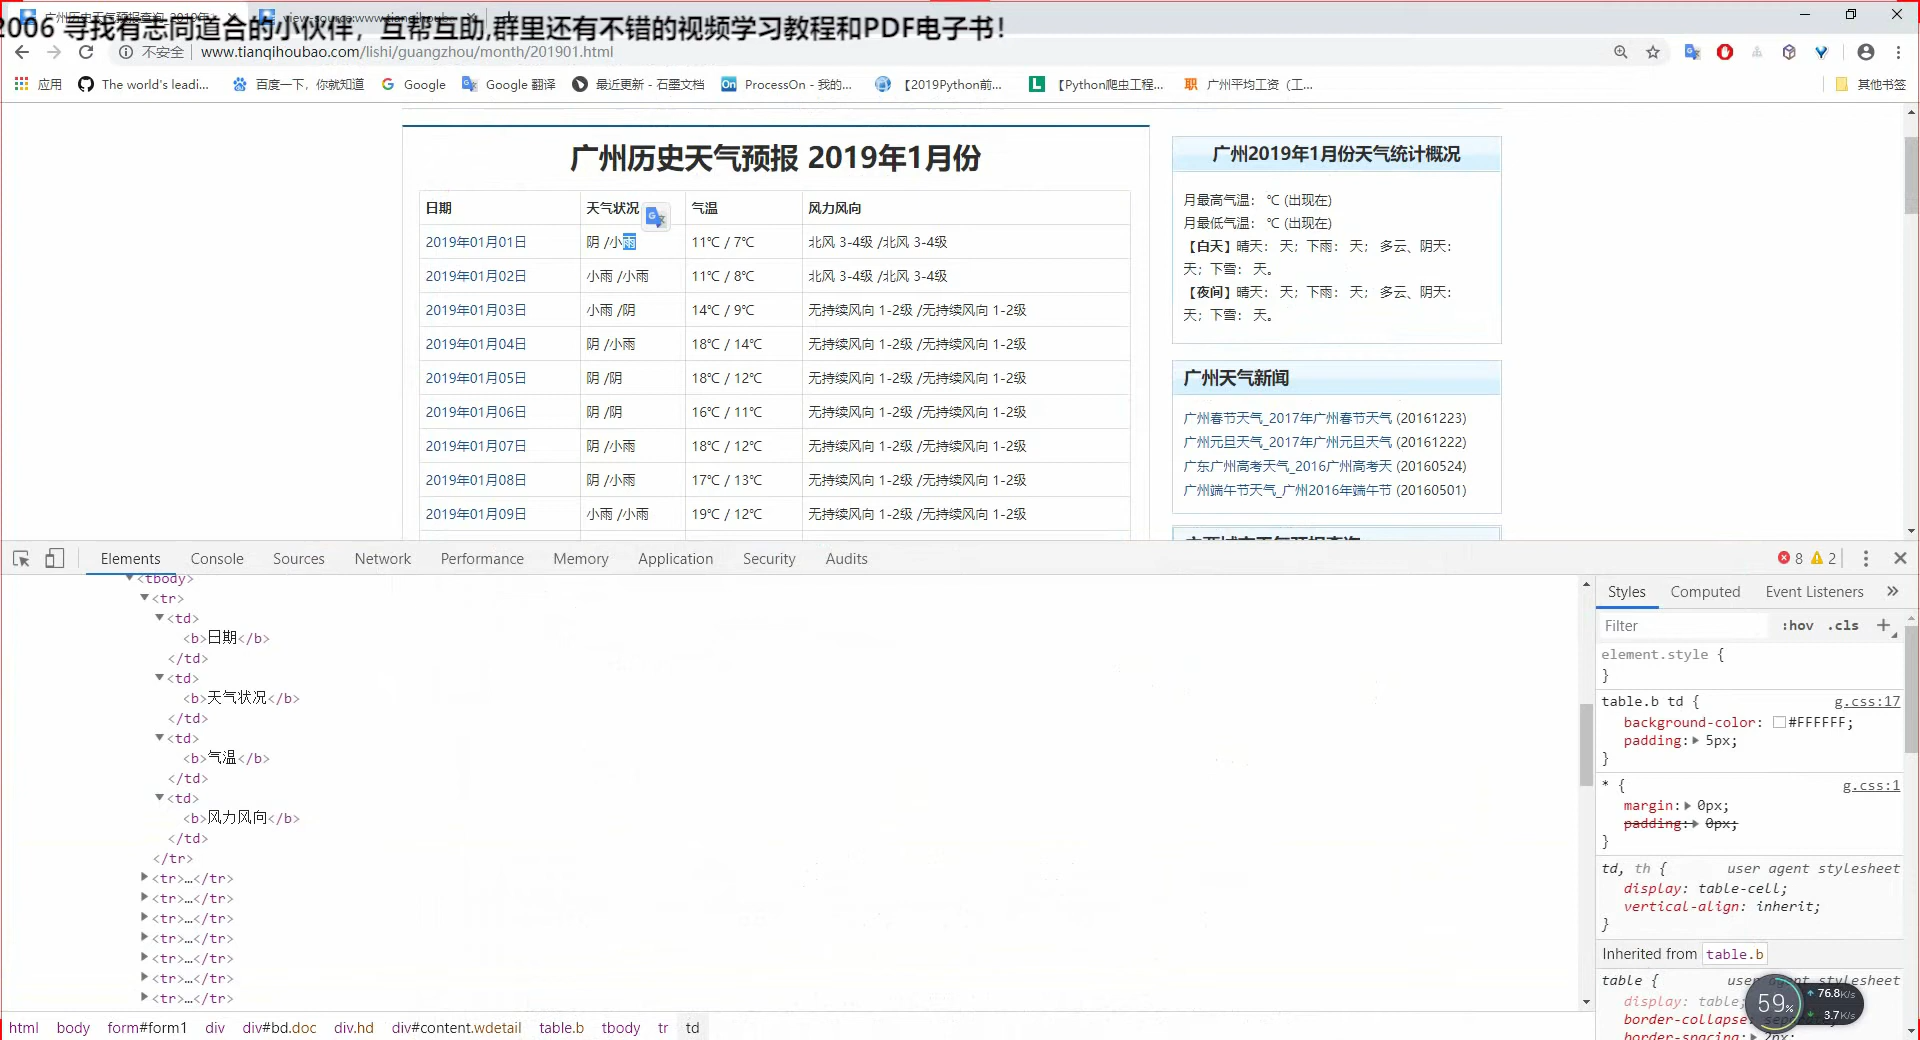 2006 寻找有志同道合的小伙伴，互帮互助,群里还有不错的视频学习教程和PDF电子书！
不安全 www.tianqihoubao.com/lishi/guangzhou/month/201901.html
应用 The world's leadi... 百度一下，你就知道 Google Google 翻译 最近更新 - 石墨文档 ProcessOn - 我的... 【2019Python前... 【Python爬虫工程... 广州平均工资（工... 其他书签
广州历史天气预报 2019年1月份
日期 天气状况 气温 风力风向
2019年01月01日 阴 /小雨 11℃ / 7℃ 北风 3-4级 /北风 3-4级
2019年01月02日 小雨 /小雨 11℃ / 8℃ 北风 3-4级 /北风 3-4级
2019年01月03日 小雨 /阴 14℃ / 9℃ 无持续风向 1-2级 /无持续风向 1-2级
2019年01月04日 阴 /小雨 18℃ / 14℃ 无持续风向 1-2级 /无持续风向 1-2级
2019年01月05日 阴 /阴 18℃ / 12℃ 无持续风向 1-2级 /无持续风向 1-2级
2019年01月06日 阴 /阴 16℃ / 11℃ 无持续风向 1-2级 /无持续风向 1-2级
2019年01月07日 阴 /小雨 18℃ / 12℃ 无持续风向 1-2级 /无持续风向 1-2级
2019年01月08日 阴 /小雨 17℃ / 13℃ 无持续风向 1-2级 /无持续风向 1-2级
2019年01月09日 小雨 /小雨 19℃ / 12℃ 无持续风向 1-2级 /无持续风向 1-2级
广州2019年1月份天气统计概况
月最高气温： ℃ (出现在)
月最低气温： ℃ (出现在)
【白天】晴天： 天；下雨： 天； 多云、阴天：
天；下雪： 天。
【夜间】晴天： 天；下雨： 天； 多云、阴天：
天；下雪： 天。
广州天气新闻
广州春节天气_2017年广州春节天气 (20161223)
广州元旦天气_2017年广州元旦天气 (20161222)
广东广州高考天气_2016广州高考天 (20160524)
广州端午节天气_广州2016年端午节 (20160501)
Elements Console Sources Network Performance Memory Application Security Audits 8 2
<tbody>
<tr>
<td>
<b>日期</b>
</td>
<td>
<b>天气状况</b>
</td>
<td>
<b>气温</b>
</td>
<td>
<b>风力风向</b>
</td>
</tr>
<tr>…</tr>
<tr>…</tr>
<tr>…</tr>
<tr>…</tr>
<tr>…</tr>
<tr>…</tr>
<tr>…</tr>
html body form#form1 div div#bd.doc div.hd div#content.wdetail table.b tbody tr td
Styles Computed Event Listeners »
Filter :hov .cls +
element.style {
}
table.b td { g.css:17
background-color: #FFFFFF;
padding: 5px;
}
* { g.css:1
margin: 0px;
padding: 0px;
}
td, th { user agent stylesheet
display: table-cell;
vertical-align: inherit;
}
Inherited from table.b
table { user agent stylesheet
display: table;
border-collapse:
border-spacing: 2px;
59% 76.8K/s
3.7K/s